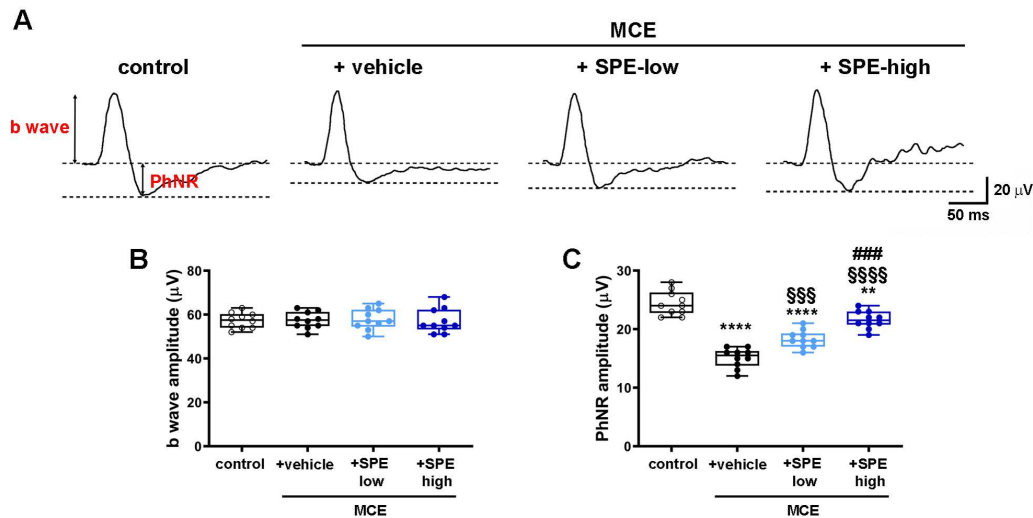 A
MCE
control
+ vehicle
+ SPE-low
+ SPE-high
b wave
PhNR
20 µV
50 ms
B
b wave amplitude (µV)
80
60
40
20
0
control
+vehicle
+SPE
low
+SPE
high
MCE
C
PhNR amplitude (µV)
30
20
10
0
****
§§§
****
###
§§§§
**
control
+vehicle
+SPE
low
+SPE
high
MCE